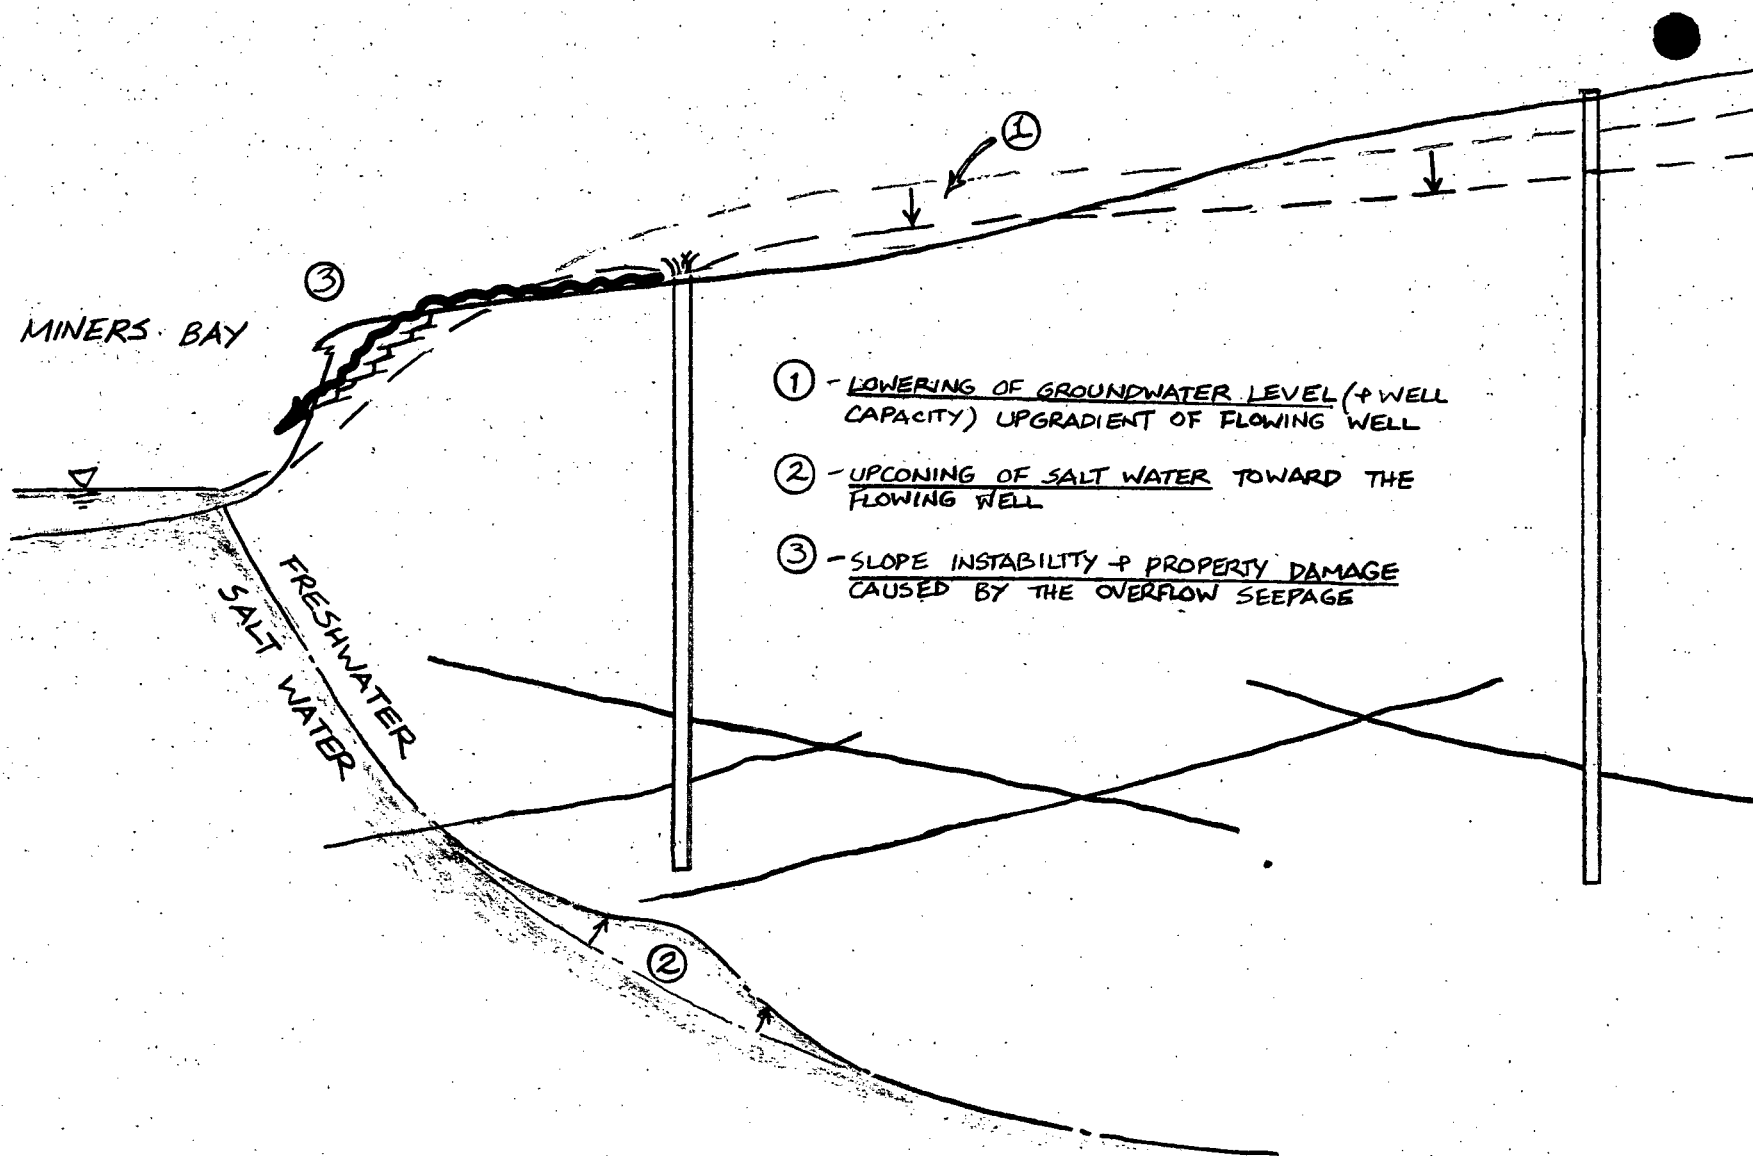 ①
③
MINERS BAY
① - LOWERING OF GROUNDWATER LEVEL (+ WELL
CAPACITY) UPGRADIENT OF FLOWING WELL
② - UPCONING OF SALT WATER TOWARD THE
FLOWING WELL
③ - SLOPE INSTABILITY + PROPERTY DAMAGE
CAUSED BY THE OVERFLOW SEEPAGE
FRESHWATER
SALT WATER
②